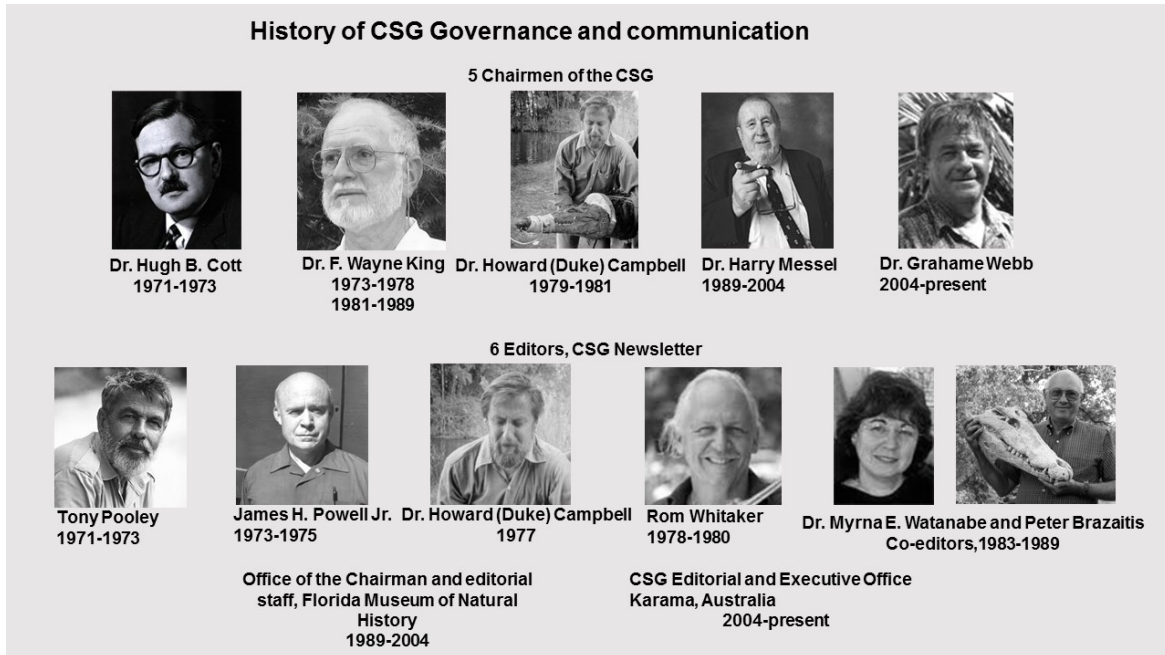 History of CSG Governance and communication
5 Chairmen of the CSG
Dr. Hugh B. Cott
1971-1973
Dr. F. Wayne King
1973-1978
1981-1989
Dr. Howard (Duke) Campbell
1979-1981
Dr. Harry Messel
1989-2004
Dr. Grahame Webb
2004-present
6 Editors, CSG Newsletter
Tony Pooley
1971-1973
James H. Powell Jr.
1973-1975
Dr. Howard (Duke) Campbell
1977
Rom Whitaker
1978-1980
Dr. Myrna E. Watanabe and Peter Brazaitis
Co-editors,1983-1989
Office of the Chairman and editorial
staff, Florida Museum of Natural
History
1989-2004
CSG Editorial and Executive Office
Karama, Australia
2004-present